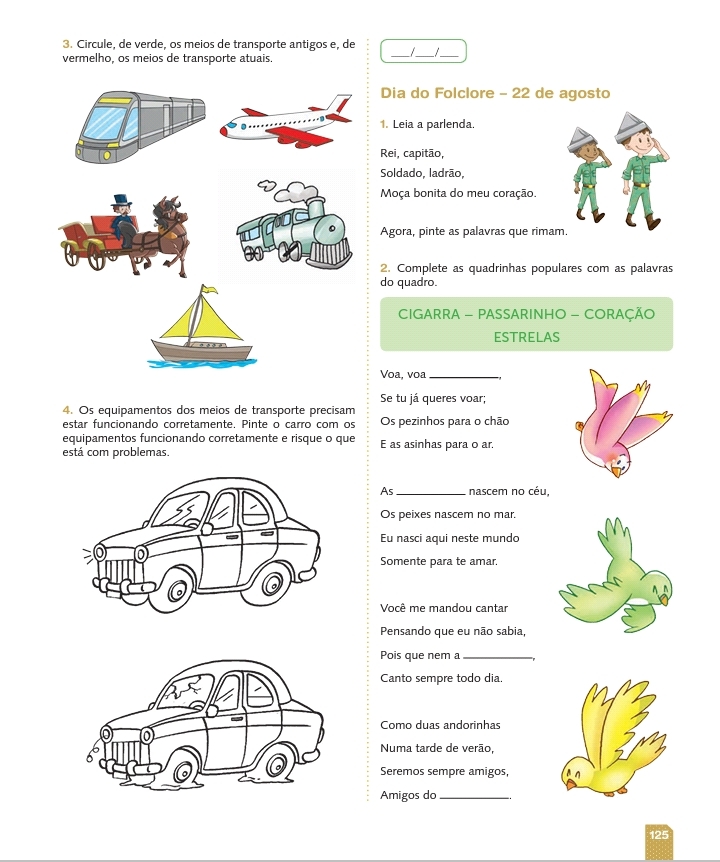 3. Circule, de verde, os meios de transporte antigos e, de
vermelho, os meios de transporte atuais.
4. Os equipamentos dos meios de transporte precisam
estar funcionando corretamente. Pinte o carro com os
equipamentos funcionando corretamente e risque o que
está com problemas.
___/___/___
Dia do Folclore – 22 de agosto
1. Leia a parlenda.
Rei, capitão,
Soldado, ladrão,
Moça bonita do meu coração.
Agora, pinte as palavras que rimam.
2. Complete as quadrinhas populares com as palavras
do quadro.
CIGARRA – PASSARINHO – CORAÇÃO
ESTRELAS
Voa, voa ___________,
Se tu já queres voar;
Os pezinhos para o chão
E as asinhas para o ar.
As ___________ nascem no céu,
Os peixes nascem no mar.
Eu nasci aqui neste mundo
Somente para te amar.
Você me mandou cantar
Pensando que eu não sabia,
Pois que nem a ___________,
Canto sempre todo dia.
Como duas andorinhas
Numa tarde de verão,
Seremos sempre amigos,
Amigos do ___________.
125